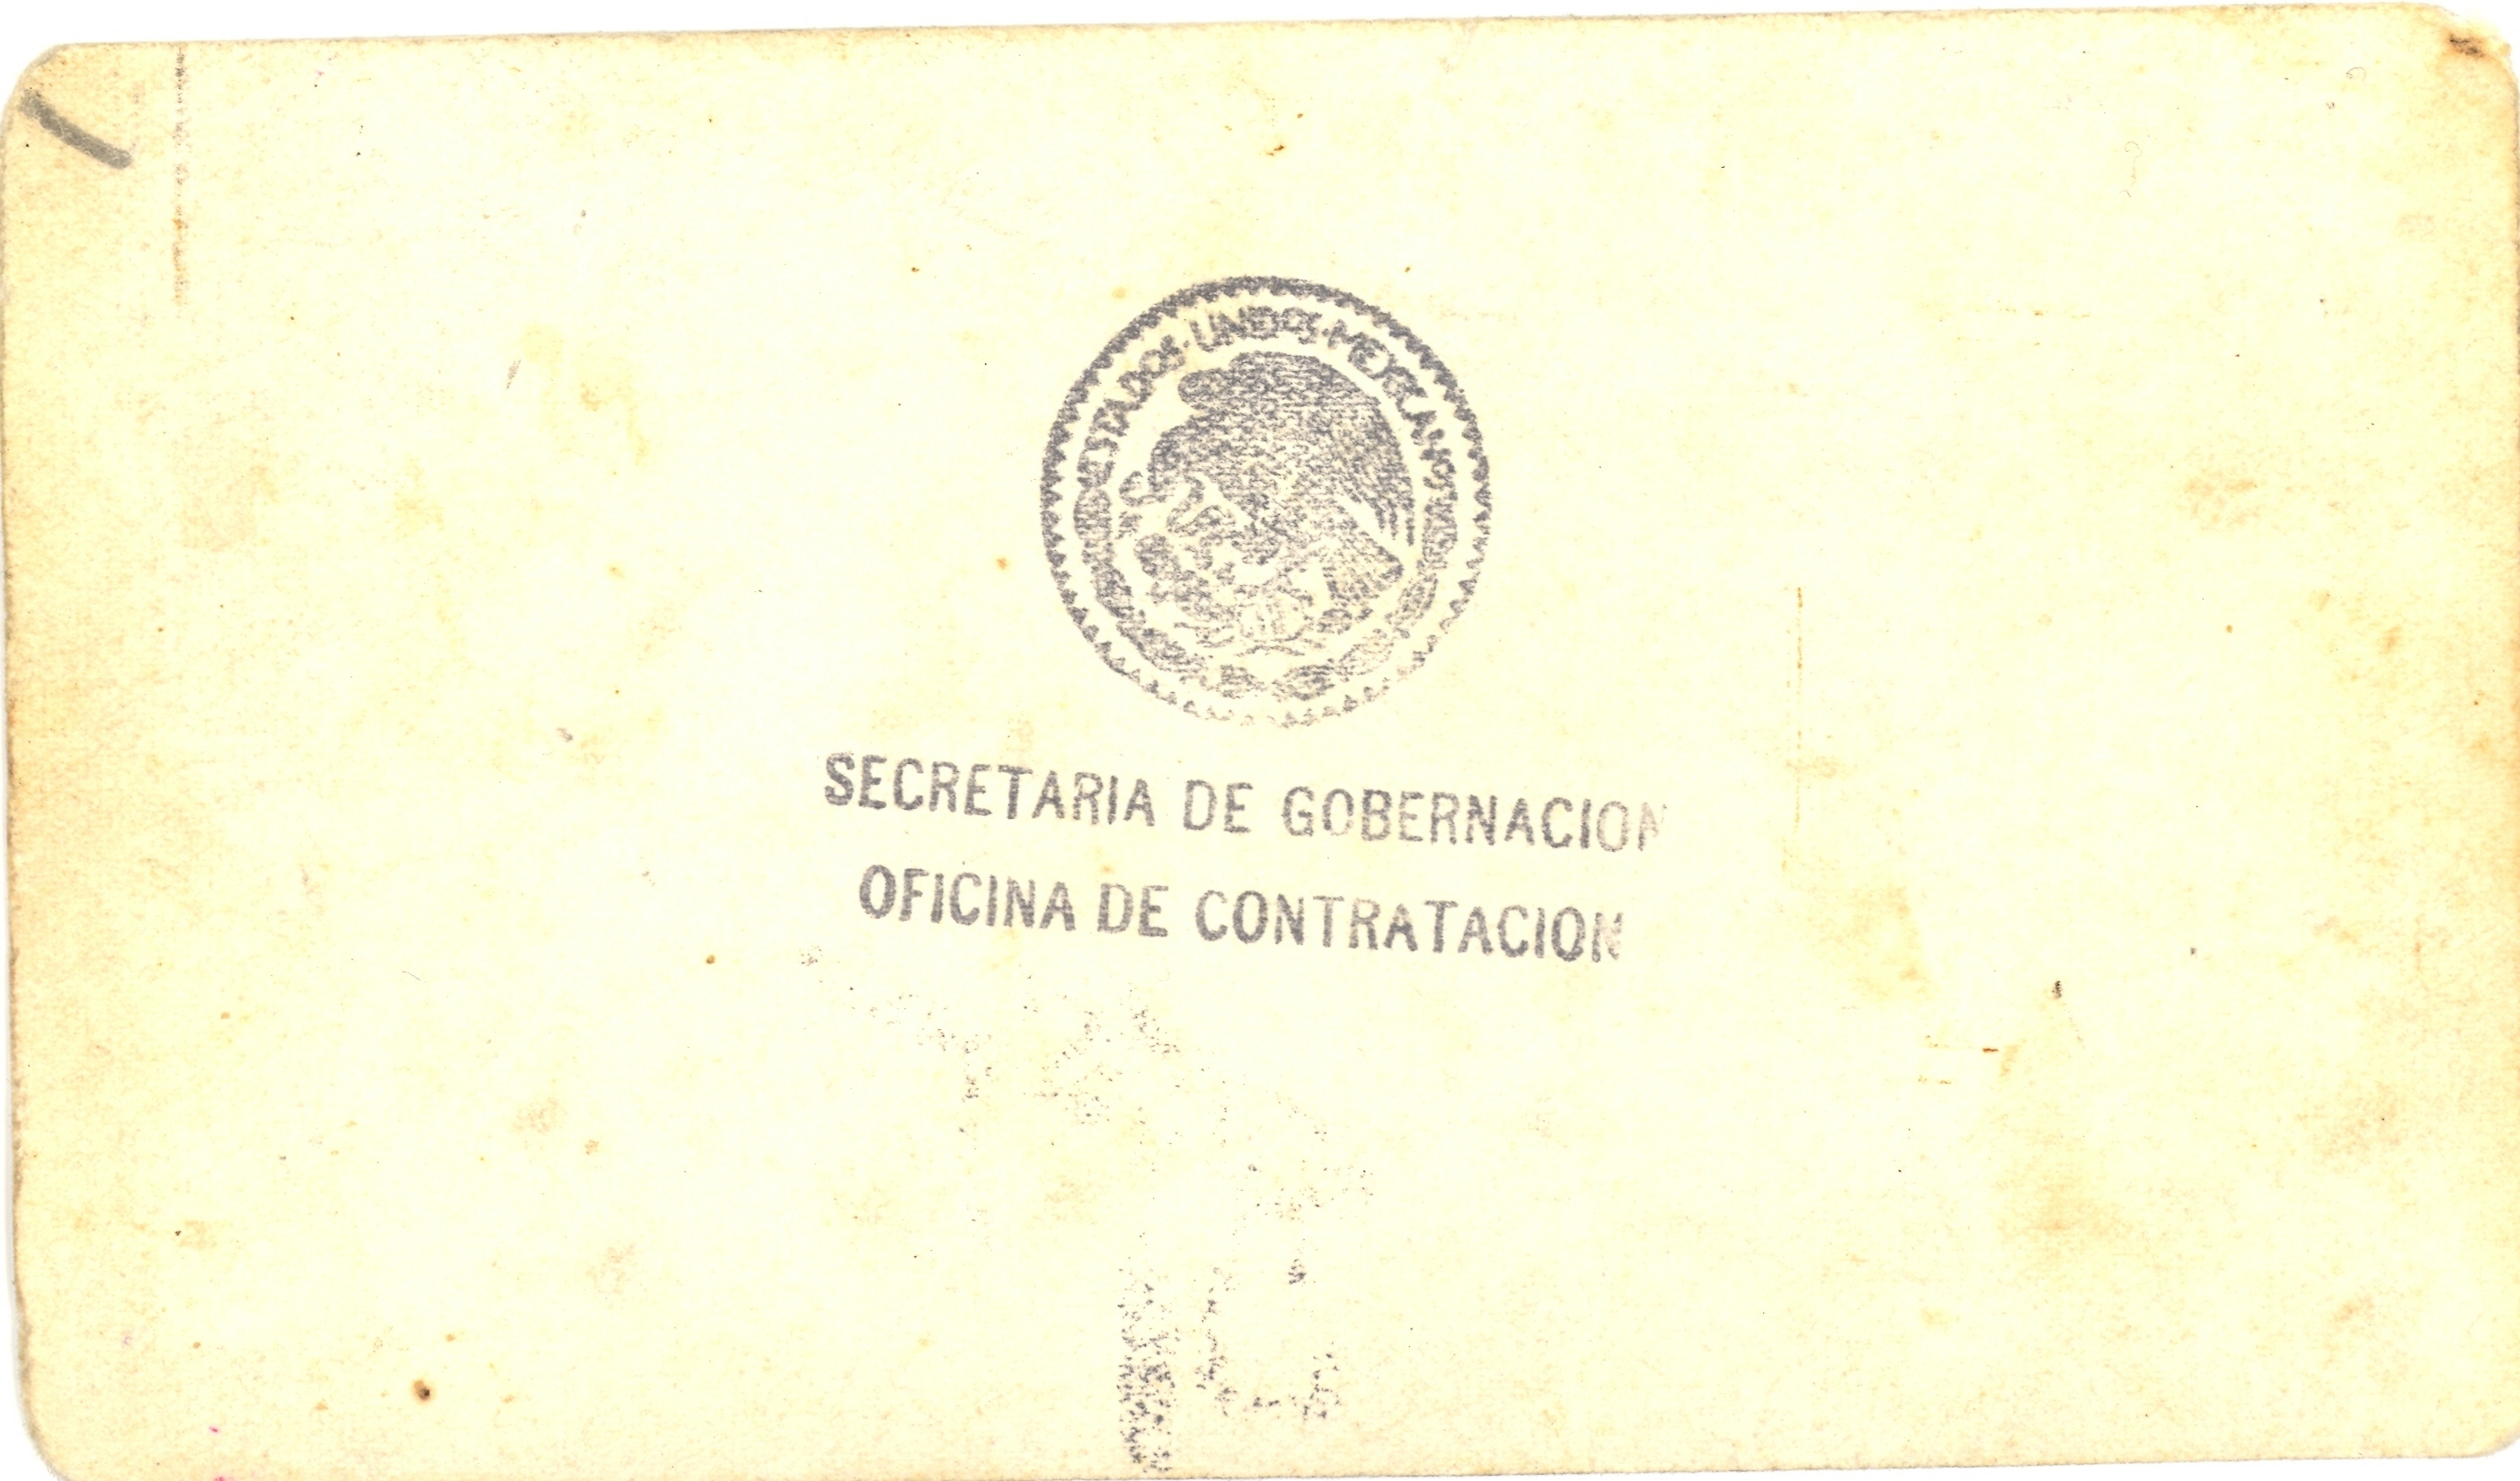 ESTADOS UNIDOS MEXICANOS
SECRETARIA DE GOBERNACION
OFICINA DE CONTRATACION